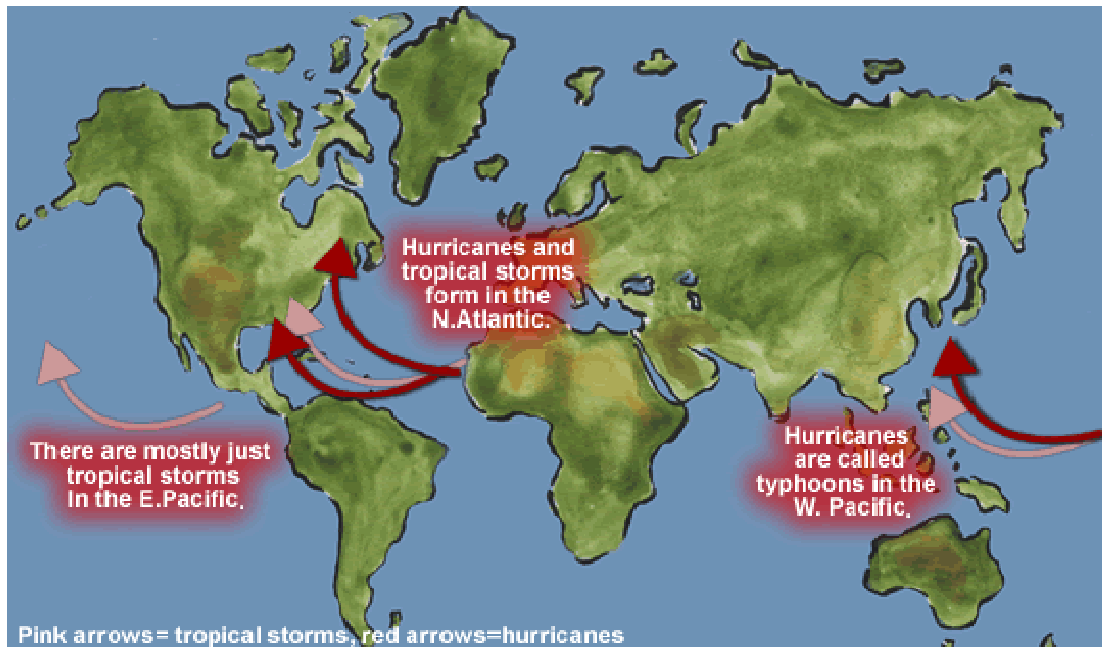 Hurricanes and
tropical storms
form in the
N.Atlantic.
There are mostly just
tropical storms
In the E.Pacific.
Hurricanes
are called
typhoons in the
W. Pacific.
Pink arrows= tropical storms, red arrows=hurricanes